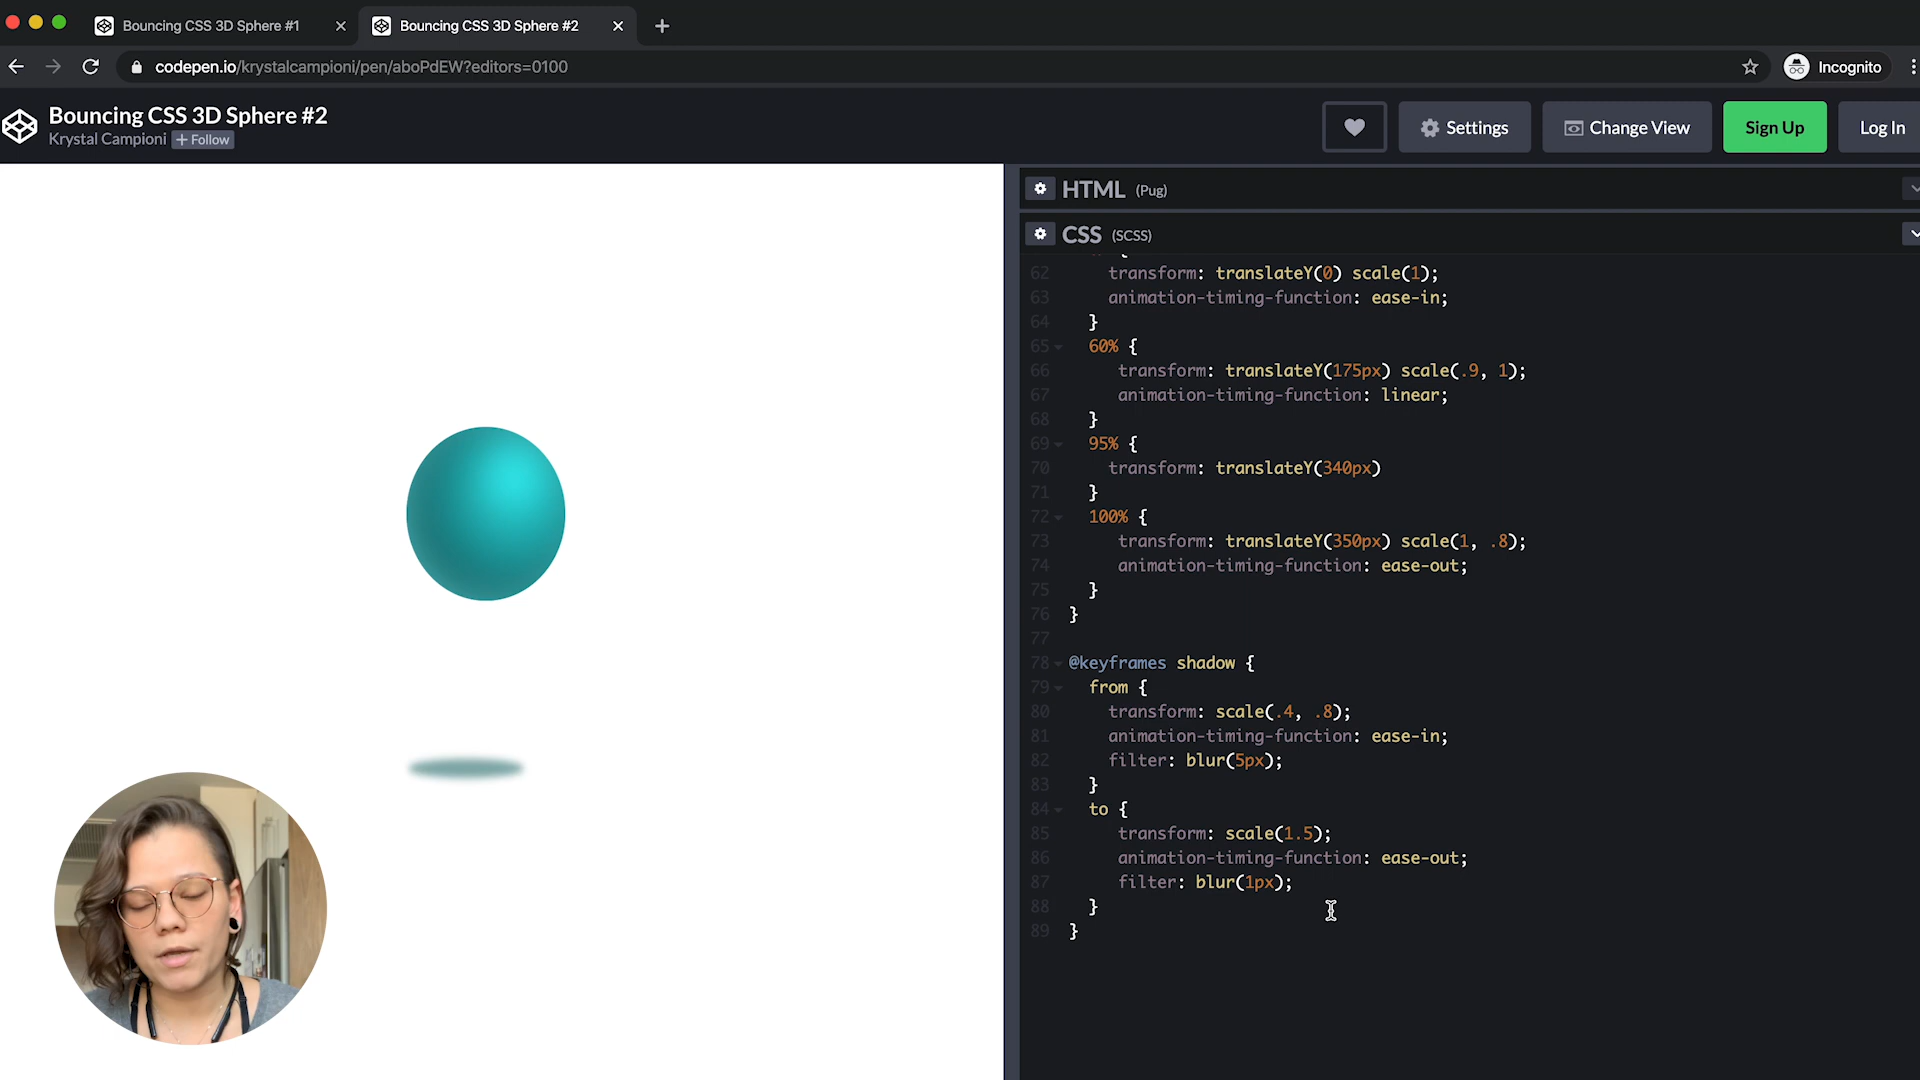 Bouncing CSS 3D Sphere #1
Bouncing CSS 3D Sphere #2
codepen.io/krystalcampioni/pen/aboPdEW?editors=0100
Incognito
Bouncing CSS 3D Sphere #2
Krystal Campioni + Follow
Settings
Change View
Sign Up
Log In
HTML (Pug)
CSS (SCSS)
62 transform: translateY(0) scale(1);
63 animation-timing-function: ease-in;
64 }
65 60% {
66 transform: translateY(175px) scale(.9, 1);
67 animation-timing-function: linear;
68 }
69 95% {
70 transform: translateY(340px)
71 }
72 100% {
73 transform: translateY(350px) scale(1, .8);
74 animation-timing-function: ease-out;
75 }
76 }
77
78 @keyframes shadow {
79 from {
80 transform: scale(.4, .8);
81 animation-timing-function: ease-in;
82 filter: blur(5px);
83 }
84 to {
85 transform: scale(1.5);
86 animation-timing-function: ease-out;
87 filter: blur(1px);
88 }
89 }